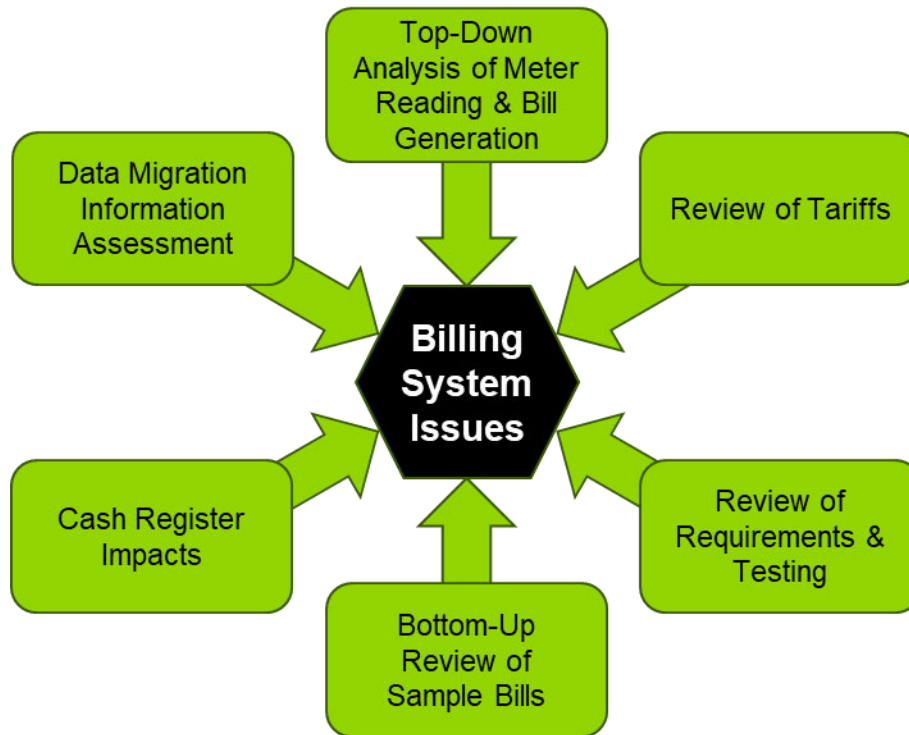 Top-Down
Analysis of Meter
Reading & Bill
Generation
Data Migration
Information
Assessment
Review of Tariffs
Billing
System
Issues
Cash Register
Impacts
Review of
Requirements &
Testing
Bottom-Up
Review of
Sample Bills